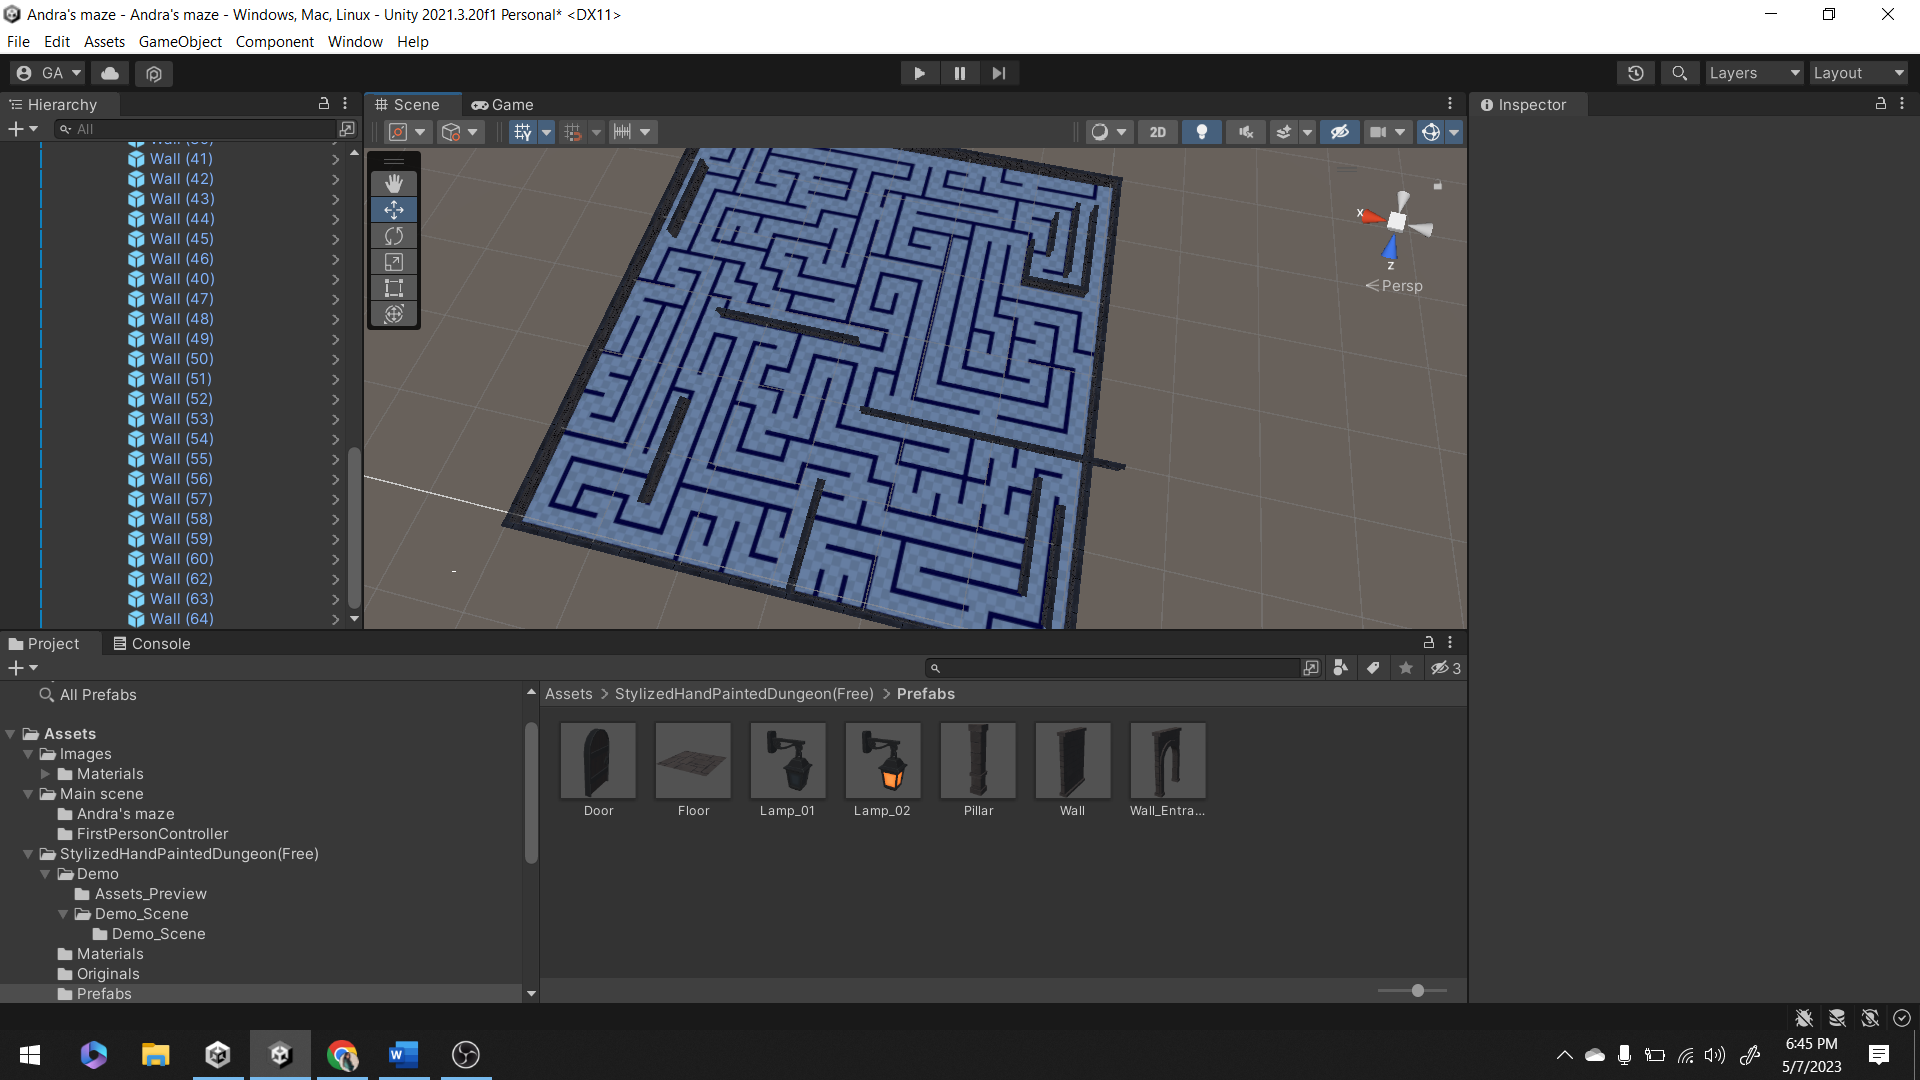 Andra's maze - Andra's maze - Windows, Mac, Linux - Unity 2021.3.20f1 Personal* <DX11>
File Edit Assets GameObject Component Window Help
GA
Layers
Layout
Hierarchy
Scene
Game
Inspector
All
2D
Wall (41)
Wall (42)
Wall (43)
Wall (44)
Wall (45)
Wall (46)
Wall (40)
Wall (47)
Wall (48)
Wall (49)
Wall (50)
Wall (51)
Wall (52)
Wall (53)
Wall (54)
Wall (55)
Wall (56)
Wall (57)
Wall (58)
Wall (59)
Wall (60)
Wall (62)
Wall (63)
Wall (64)
Y
x
z
Persp
Project
Console
3
All Prefabs
Assets
Images
Materials
Main scene
Andra's maze
FirstPersonController
StylizedHandPaintedDungeon(Free)
Demo
Assets_Preview
Demo_Scene
Demo_Scene
Materials
Originals
Prefabs
Assets > StylizedHandPaintedDungeon(Free) > Prefabs
Door
Floor
Lamp_01
Lamp_02
Pillar
Wall
Wall_Entra...
W
6:45 PM
5/7/2023